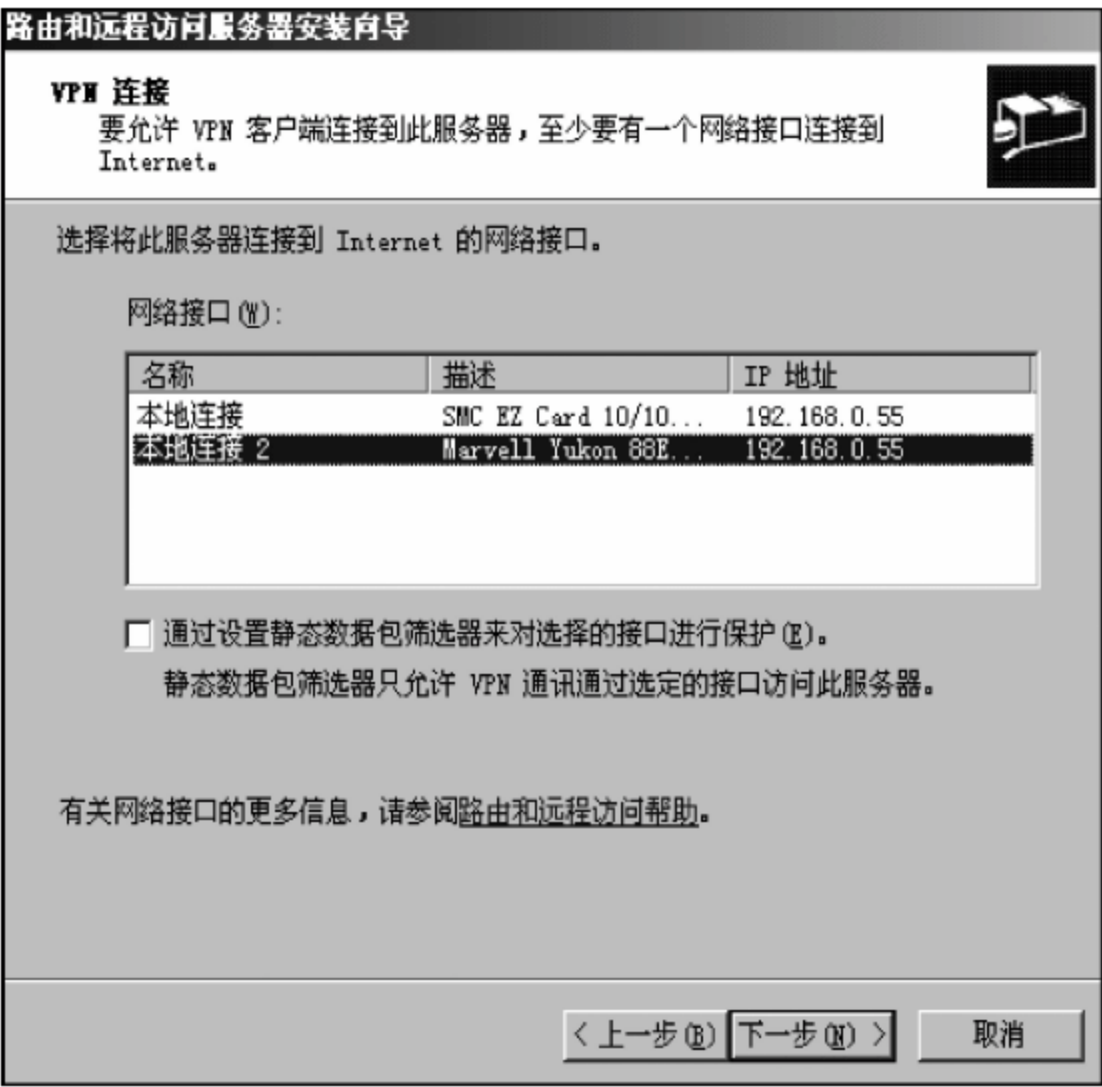 路由和远程访问服务器安装向导
VPN 连接
要允许 VPN 客户端连接到此服务器，至少要有一个网络接口连接到
Internet。
选择将此服务器连接到 Internet 的网络接口。
网络接口(W):
名称 描述 IP 地址
本地连接 SMC EZ Card 10/10... 192.168.0.55
本地连接 2 Marvell Yukon 88E... 192.168.0.55
通过设置静态数据包筛选器来对选择的接口进行保护(E)。
静态数据包筛选器只允许 VPN 通讯通过选定的接口访问此服务器。
有关网络接口的更多信息，请参阅路由和远程访问帮助。
< 上一步(B) 下一步(N) > 取消